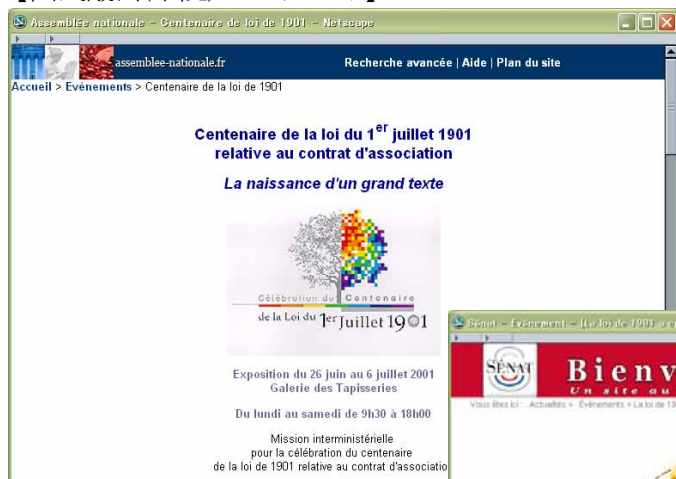 Assemblée nationale - Centenaire de loi de 1901 - Netscape
assemblee-nationale.fr
Recherche avancée | Aide | Plan du site
Accueil > Evénements > Centenaire de la loi de 1901
Centenaire de la loi du 1er juillet 1901
relative au contrat d'association
La naissance d'un grand texte
Célébration du Centenaire
de la Loi du 1er Juillet 1901
Exposition du 26 juin au 6 juillet 2001
Galerie des Tapisseries
Du lundi au samedi de 9h30 à 18h00
Mission interministérielle
pour la célébration du centenaire
de la loi de 1901 relative au contrat d'associatio
Sénat - Evénement - [La loi de 1901 a
SÉNAT
Bienv
Un site au
Vous êtes ici : Actualités > Evénements > La loi de 19